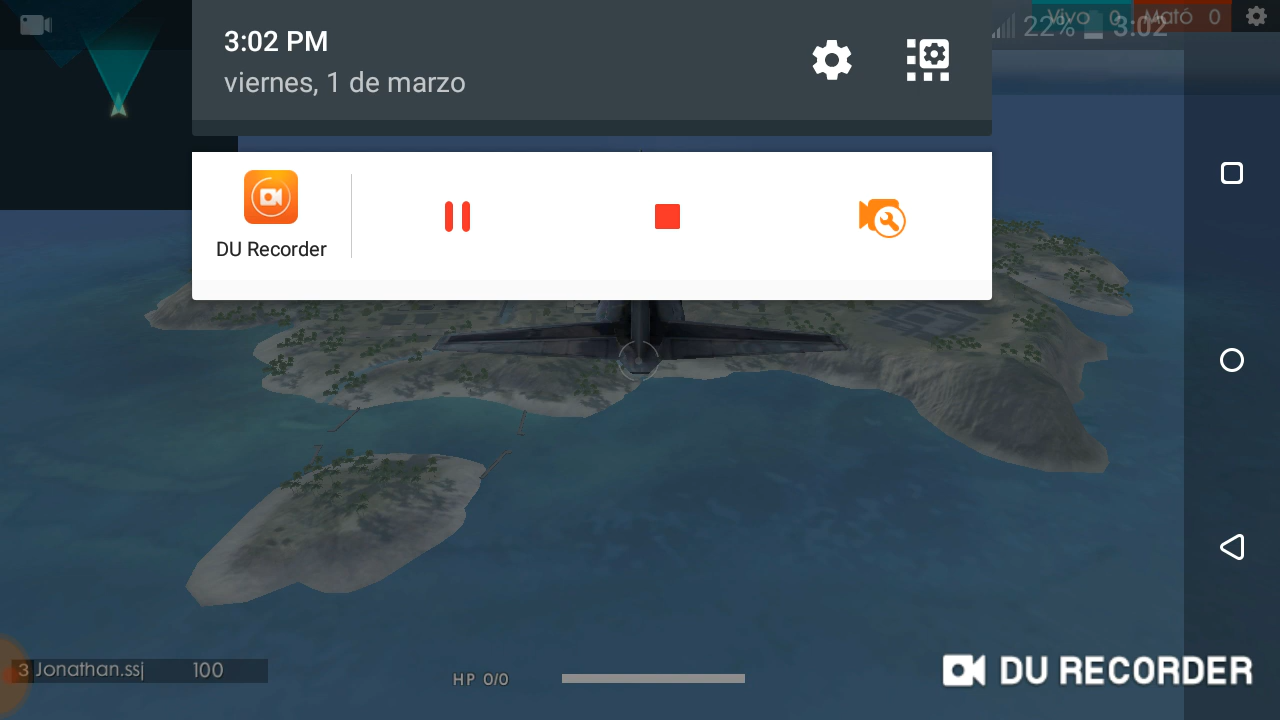 3:02 PM
viernes, 1 de marzo
Vivo 0 Mató 0
22% 3:02
DU Recorder
3 Jonathan.ssj 100
HP 0/0
DU RECORDER